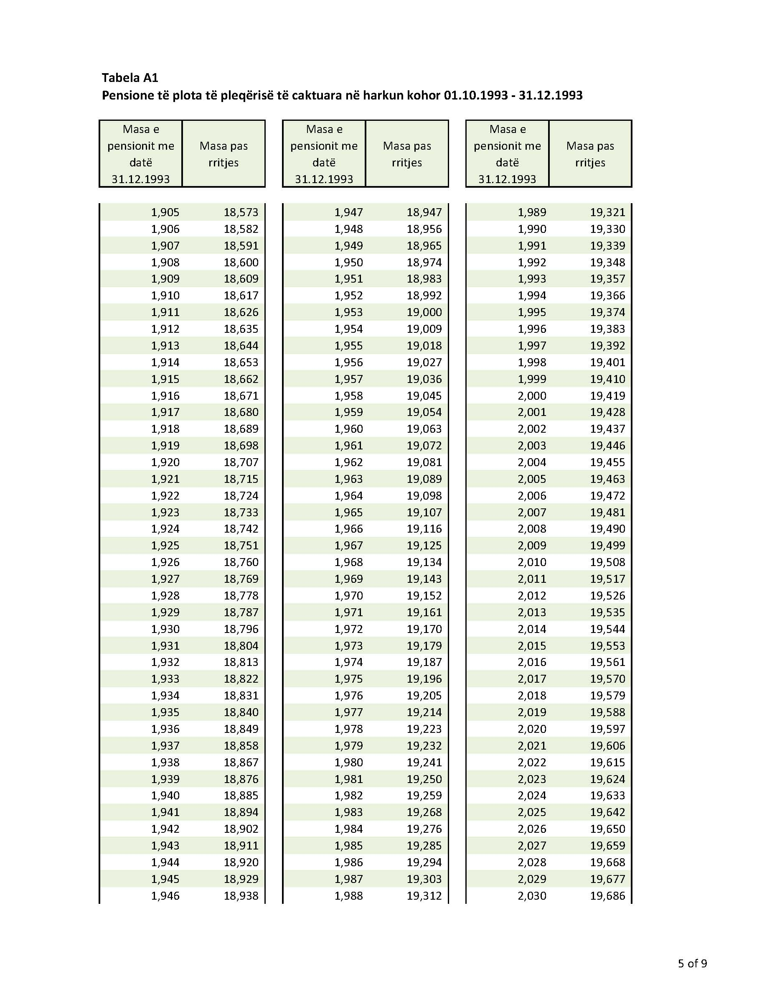 Tabela A1
Pensione të plota të pleqërisë të caktuara në harkun kohor 01.10.1993 - 31.12.1993
Masa e pensionit me datë 31.12.1993 Masa pas rritjes Masa e pensionit me datë 31.12.1993 Masa pas rritjes Masa e pensionit me datë 31.12.1993 Masa pas rritjes
1,905 18,573 1,947 18,947 1,989 19,321
1,906 18,582 1,948 18,956 1,990 19,330
1,907 18,591 1,949 18,965 1,991 19,339
1,908 18,600 1,950 18,974 1,992 19,348
1,909 18,609 1,951 18,983 1,993 19,357
1,910 18,617 1,952 18,992 1,994 19,366
1,911 18,626 1,953 19,000 1,995 19,374
1,912 18,635 1,954 19,009 1,996 19,383
1,913 18,644 1,955 19,018 1,997 19,392
1,914 18,653 1,956 19,027 1,998 19,401
1,915 18,662 1,957 19,036 1,999 19,410
1,916 18,671 1,958 19,045 2,000 19,419
1,917 18,680 1,959 19,054 2,001 19,428
1,918 18,689 1,960 19,063 2,002 19,437
1,919 18,698 1,961 19,072 2,003 19,446
1,920 18,707 1,962 19,081 2,004 19,455
1,921 18,715 1,963 19,089 2,005 19,463
1,922 18,724 1,964 19,098 2,006 19,472
1,923 18,733 1,965 19,107 2,007 19,481
1,924 18,742 1,966 19,116 2,008 19,490
1,925 18,751 1,967 19,125 2,009 19,499
1,926 18,760 1,968 19,134 2,010 19,508
1,927 18,769 1,969 19,143 2,011 19,517
1,928 18,778 1,970 19,152 2,012 19,526
1,929 18,787 1,971 19,161 2,013 19,535
1,930 18,796 1,972 19,170 2,014 19,544
1,931 18,804 1,973 19,179 2,015 19,553
1,932 18,813 1,974 19,187 2,016 19,561
1,933 18,822 1,975 19,196 2,017 19,570
1,934 18,831 1,976 19,205 2,018 19,579
1,935 18,840 1,977 19,214 2,019 19,588
1,936 18,849 1,978 19,223 2,020 19,597
1,937 18,858 1,979 19,232 2,021 19,606
1,938 18,867 1,980 19,241 2,022 19,615
1,939 18,876 1,981 19,250 2,023 19,624
1,940 18,885 1,982 19,259 2,024 19,633
1,941 18,894 1,983 19,268 2,025 19,642
1,942 18,902 1,984 19,276 2,026 19,650
1,943 18,911 1,985 19,285 2,027 19,659
1,944 18,920 1,986 19,294 2,028 19,668
1,945 18,929 1,987 19,303 2,029 19,677
1,946 18,938 1,988 19,312 2,030 19,686
5 of 9